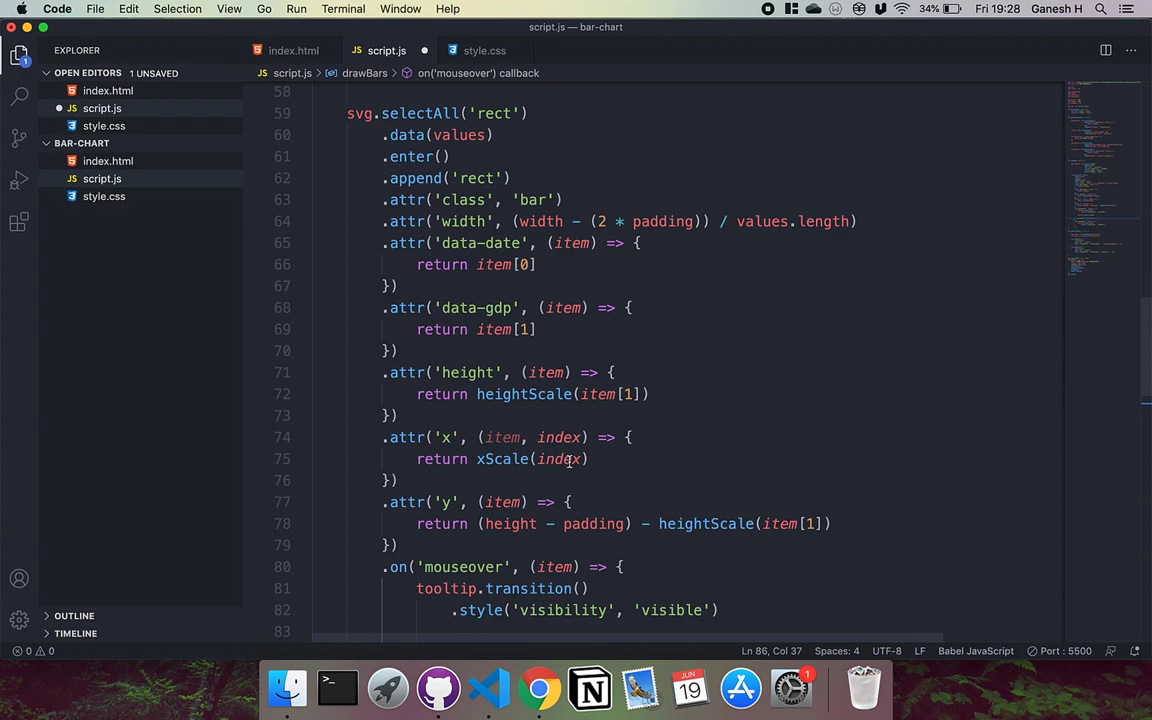 Code File Edit Selection View Go Run Terminal Window Help 34% Fri 19:28 Ganesh H
script.js — bar-chart
EXPLORER index.html JS script.js style.css
OPEN EDITORS 1 UNSAVED
JS script.js > drawBars > on('mouseover') callback
index.html
JS script.js
style.css
BAR-CHART
index.html
JS script.js
style.css
58
59 svg.selectAll('rect')
60 .data(values)
61 .enter()
62 .append('rect')
63 .attr('class', 'bar')
64 .attr('width', (width - (2 * padding)) / values.length)
65 .attr('data-date', (item) => {
66 return item[0]
67 })
68 .attr('data-gdp', (item) => {
69 return item[1]
70 })
71 .attr('height', (item) => {
72 return heightScale(item[1])
73 })
74 .attr('x', (item, index) => {
75 return xScale(index)
76 })
77 .attr('y', (item) => {
78 return (height - padding) - heightScale(item[1])
79 })
80 .on('mouseover', (item) => {
81 tooltip.transition()
82 .style('visibility', 'visible')
83
OUTLINE
TIMELINE
0 0 Ln 86, Col 37 Spaces: 4 UTF-8 LF Babel JavaScript Port : 5500
1
JUN
19
1